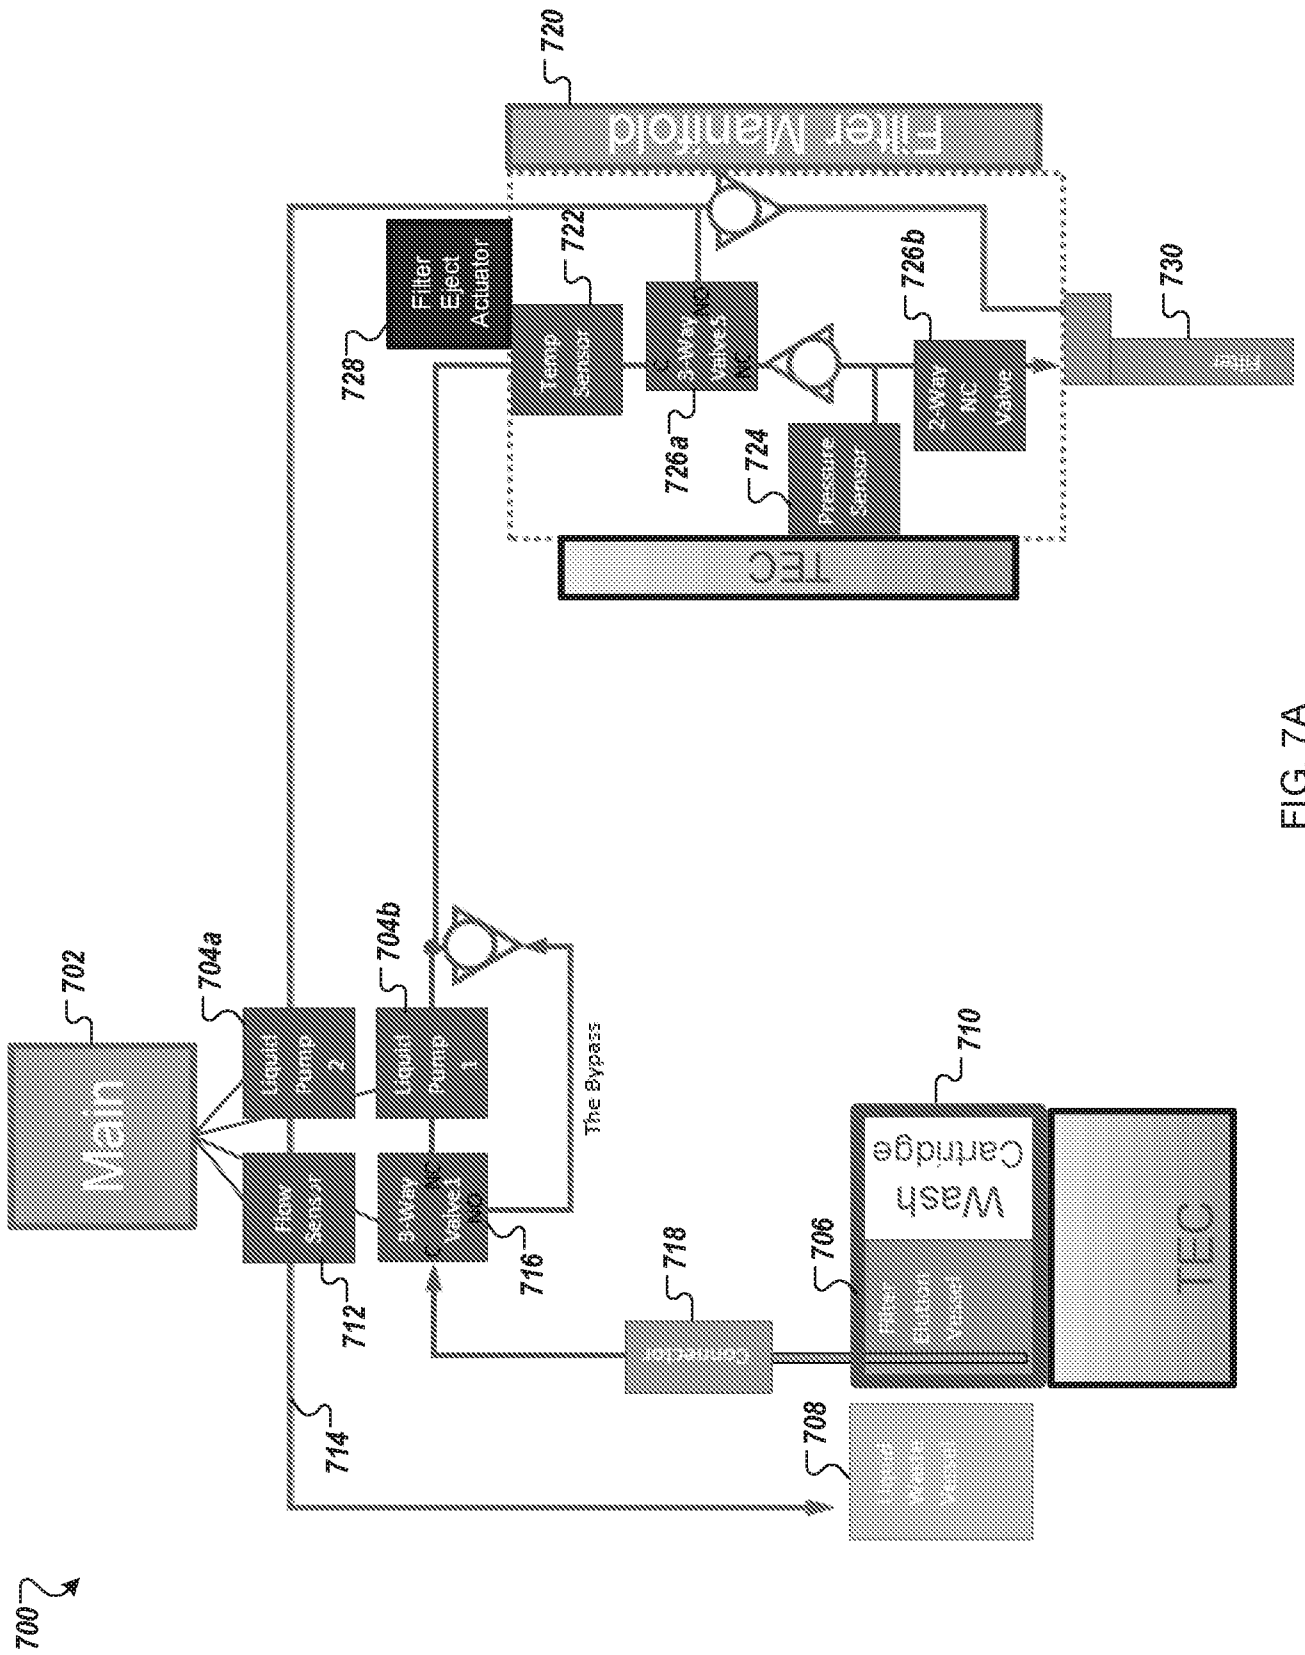 700
702
Main
704a
Liquid
Pump
2
Flow
Sensor
712
714
704b
Liquid
Pump
1
3-Way
Valve1
C
NC
NO
716
The Bypass
718
Connector
706
Button
Vessel
Wash
Cartridge
710
TEC
708
728
Filter
Eject
Actuator
722
Temp
Sensor
720
Filter Manifold
726a
3-Way
Valve5
C
NO
NC
724
Pressure
Sensor
TEC
726b
2-Way
NC
Valve
730
Filter
FIG. 7A